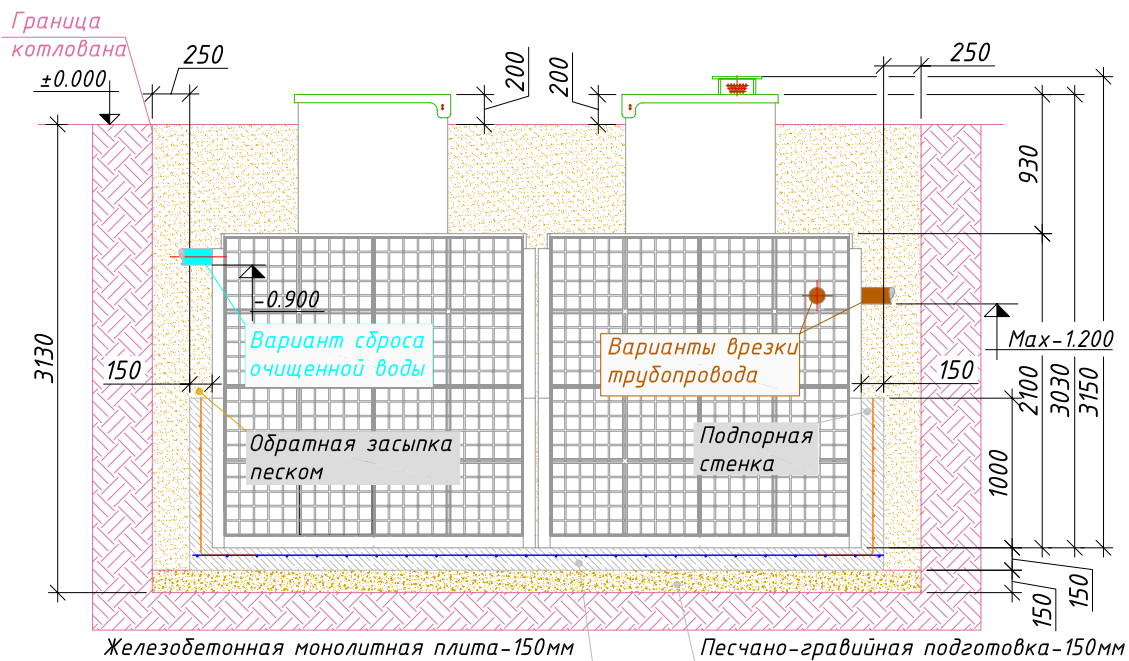 Граница
котлована
±0.000
250
200
200
250
930
-0.900
Вариант сброса
очищенной воды
Варианты врезки
трубопровода
Max-1.200
3130
150
150
2100
3030
3150
Обратная засыпка
песком
Подпорная
стенка
1000
150
150
Железобетонная монолитная плита-150мм
Песчано-гравийная подготовка-150мм